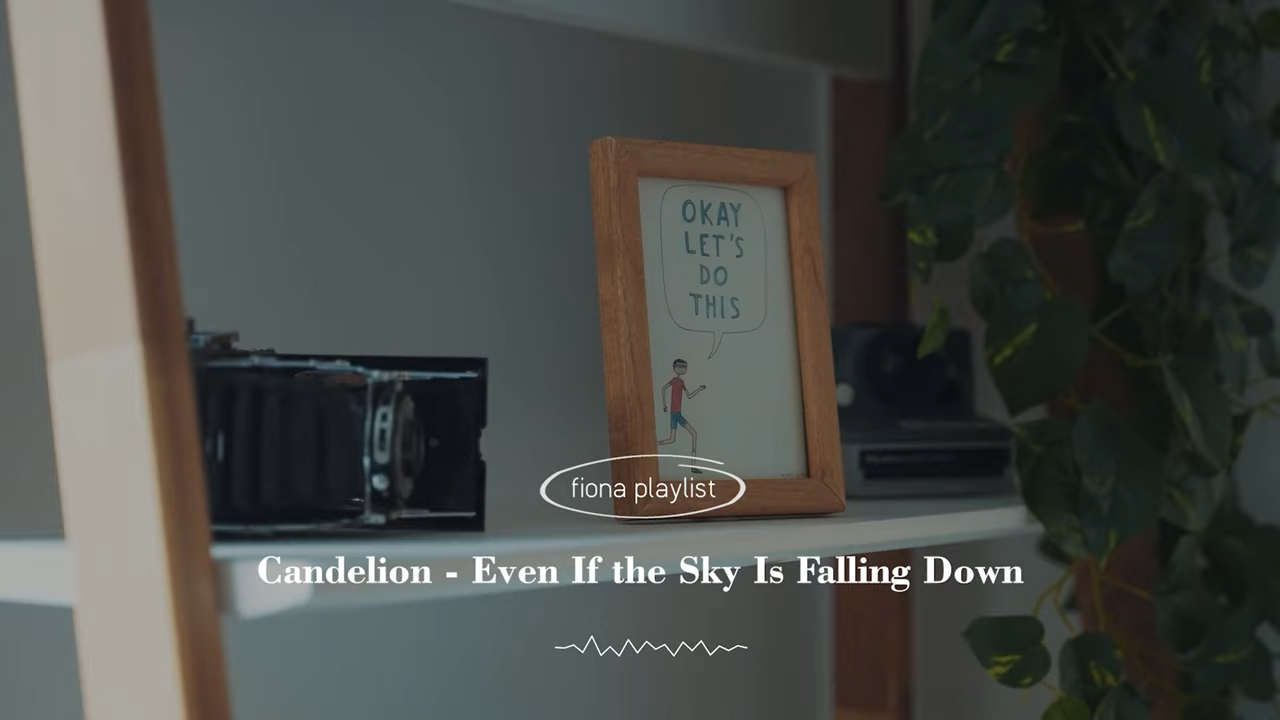 OKAY
LET'S
DO
THIS
fiona playlist
Candelion - Even If the Sky Is Falling Down